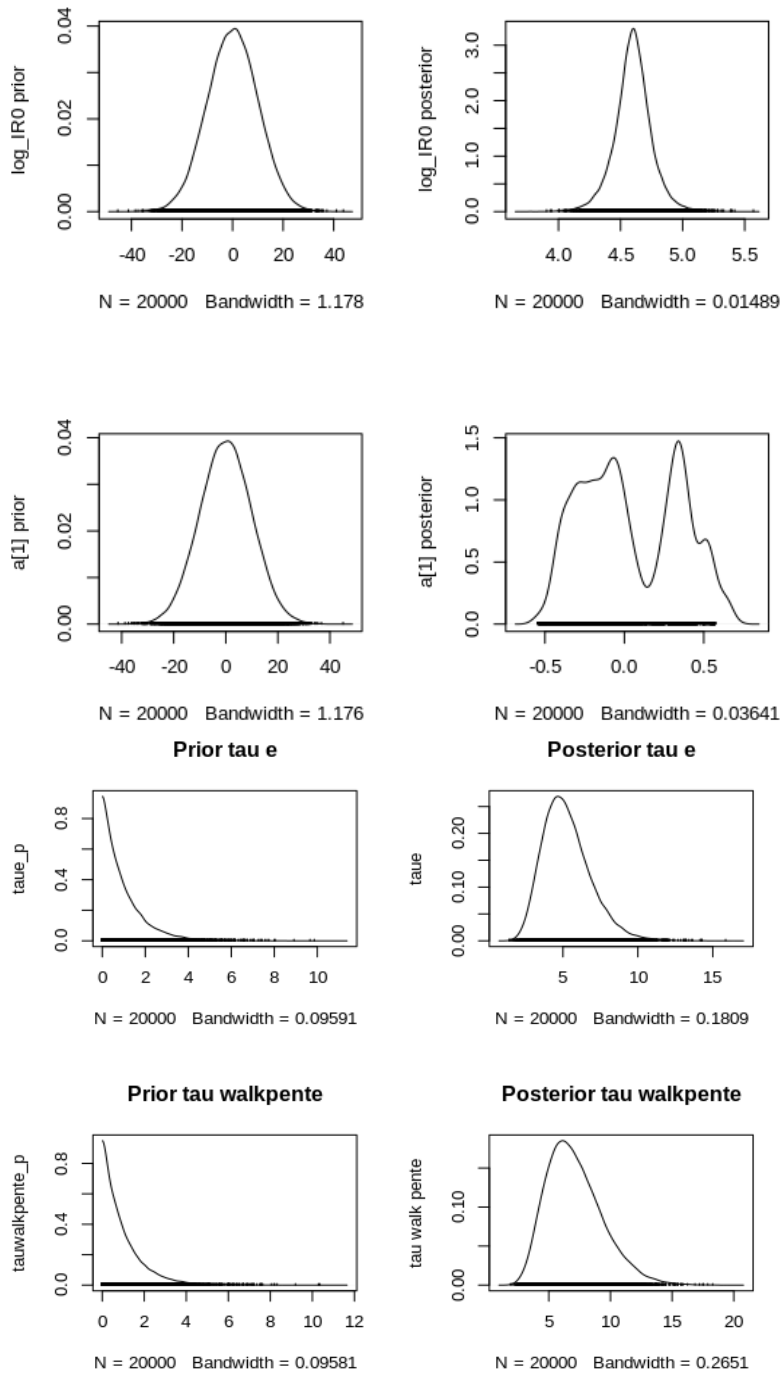 log_IR0 prior
0.00 0.02 0.04
-40 -20 0 20 40
N = 20000 Bandwidth = 1.178
log_IR0 posterior
0.0 1.0 2.0 3.0
4.0 4.5 5.0 5.5
N = 20000 Bandwidth = 0.01489
a[1] prior
0.00 0.02 0.04
-40 -20 0 20 40
N = 20000 Bandwidth = 1.176
a[1] posterior
0.0 0.5 1.0 1.5
-0.5 0.0 0.5
N = 20000 Bandwidth = 0.03641
Prior tau e
taue_p
0.0 0.4 0.8
0 2 4 6 8 10
N = 20000 Bandwidth = 0.09591
Posterior tau e
taue
0.00 0.10 0.20
5 10 15
N = 20000 Bandwidth = 0.1809
Prior tau walkpente
tauwalkpente_p
0.0 0.4 0.8
0 2 4 6 8 10 12
N = 20000 Bandwidth = 0.09581
Posterior tau walkpente
tau walk pente
0.00 0.10
5 10 15 20
N = 20000 Bandwidth = 0.2651